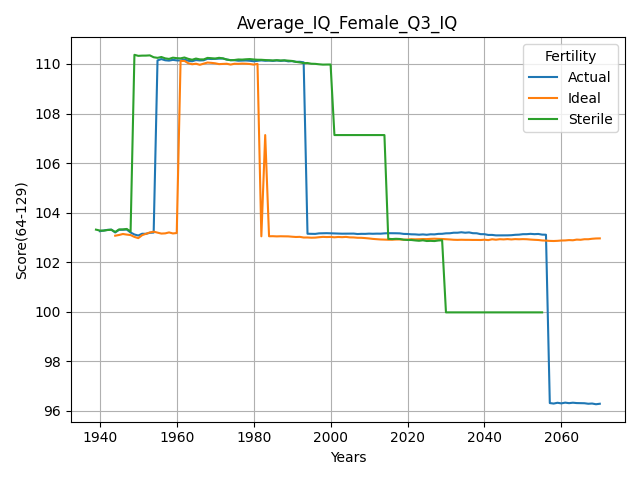 Average_IQ_Female_Q3_IQ
Score(64-129)
110
108
106
104
102
100
98
96
Fertility
Actual
Ideal
Sterile
1940 1960 1980 2000 2020 2040 2060
Years